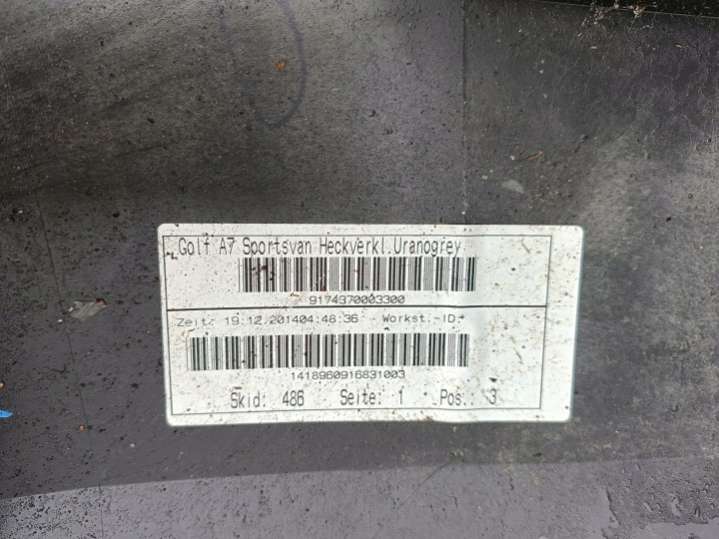 Golf A7 Sportsvan Heckverkl.Uranogrey
9174370003300
Zeit: 19.12.201404:48:36 - Workst.-ID:
1418960916831003
Skid: 486 Seite: 1 Pos.: 3